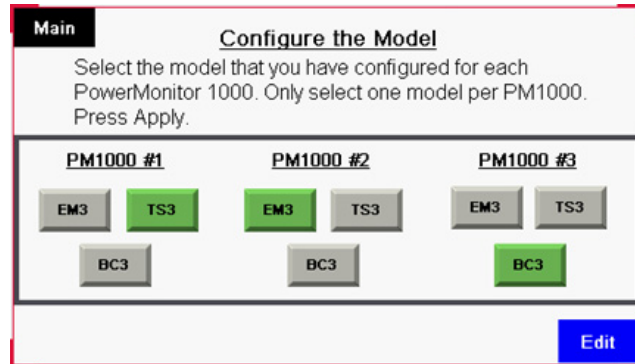 Main
Configure the Model
Select the model that you have configured for each
PowerMonitor 1000. Only select one model per PM1000.
Press Apply.
PM1000 #1 PM1000 #2 PM1000 #3
EM3 TS3 EM3 TS3 EM3 TS3
BC3 BC3 BC3
Edit